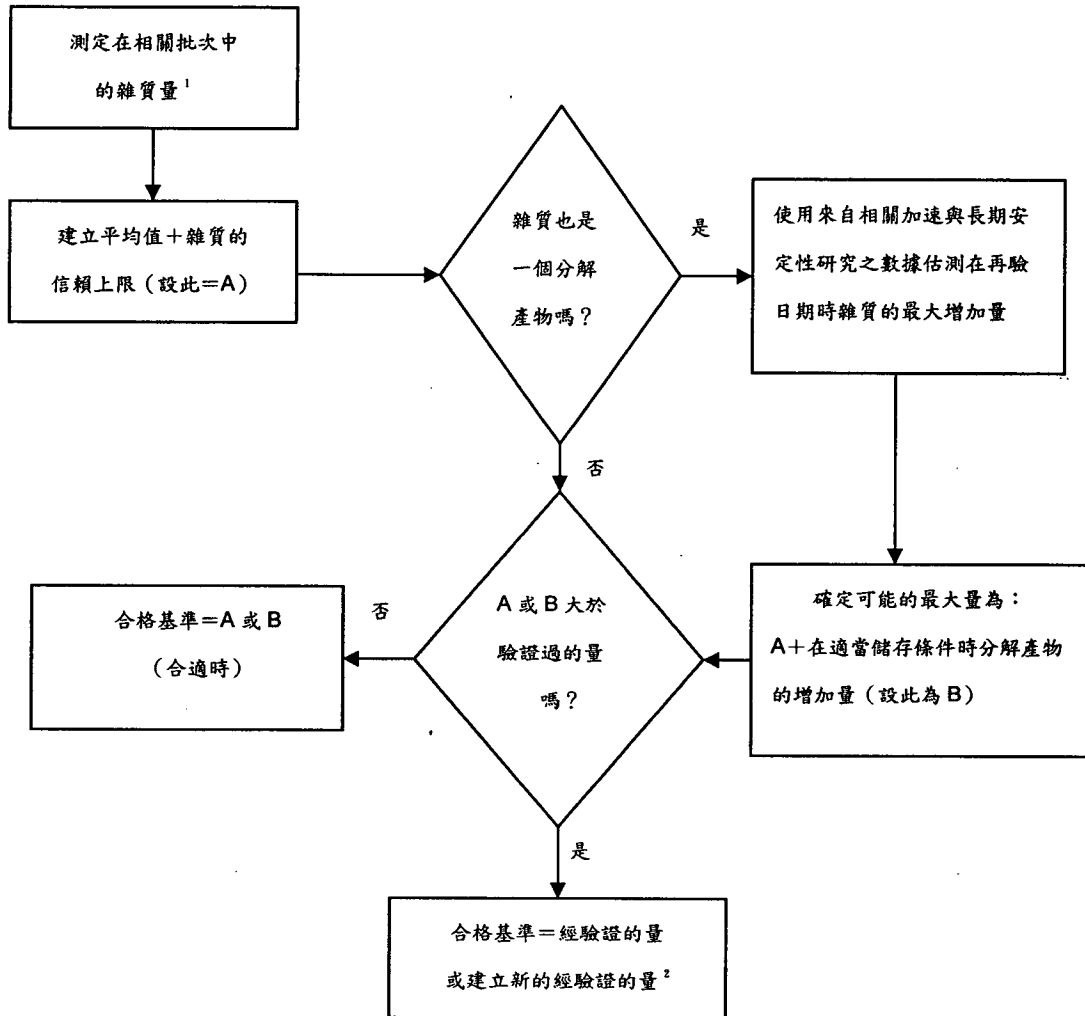 測定在相關批次中
的雜質量¹
建立平均值+雜質的
信賴上限(設此=A)
雜質也是
一個分解
產物嗎?
是
使用來自相關加速與長期安
定性研究之數據估測在再驗
日期時雜質的最大增加量
否
確定可能的最大量為:
A+在適當儲存條件時分解產物
的增加量(設此為B)
A或B大於
驗證過的量
嗎?
否
合格基準=A或B
(合適時)
是
合格基準=經驗證的量
或建立新的經驗證的量²